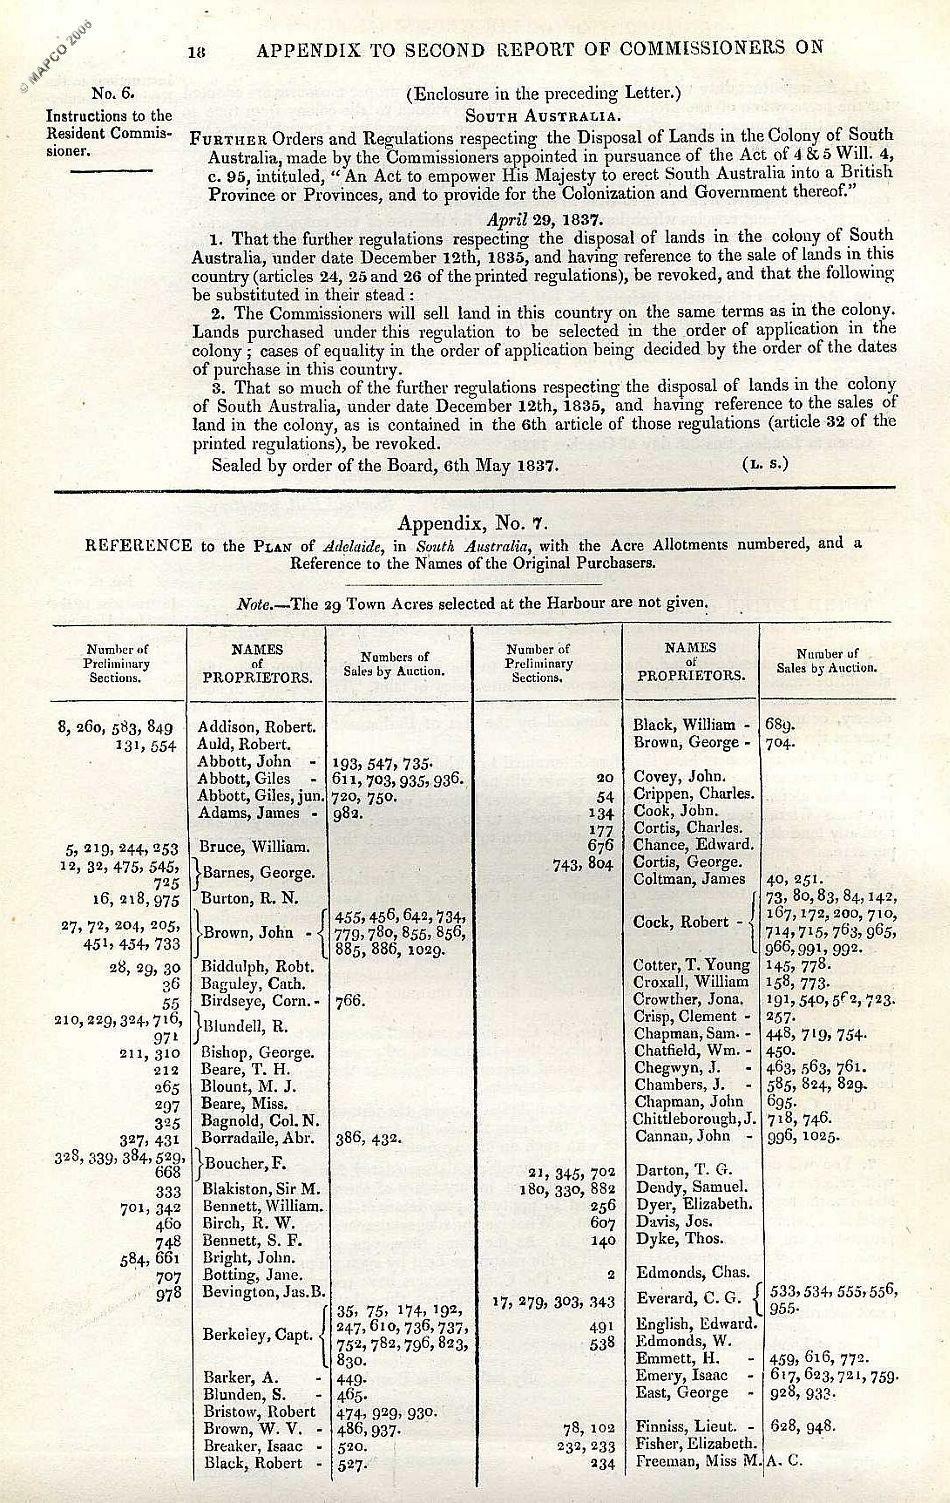 © MAPCO 2006
18 APPENDIX TO SECOND REPORT OF COMMISSIONERS ON
No. 6.
Instructions to the
Resident Commis-
sioner.
(Enclosure in the preceding Letter.)
SOUTH AUSTRALIA.
FURTHER Orders and Regulations respecting the Disposal of Lands in the Colony of South
Australia, made by the Commissioners appointed in pursuance of the Act of 4 & 5 Will. 4,
c. 95, intituled, "An Act to empower His Majesty to erect South Australia into a British
Province or Provinces, and to provide for the Colonization and Government thereof."
April 29, 1837.
1. That the further regulations respecting the disposal of lands in the colony of South
Australia, under date December 12th, 1835, and having reference to the sale of lands in this
country (articles 24, 25 and 26 of the printed regulations), be revoked, and that the following
be substituted in their stead :
2. The Commissioners will sell land in this country on the same terms as in the colony.
Lands purchased under this regulation to be selected in the order of application in the
colony ; cases of equality in the order of application being decided by the order of the dates
of purchase in this country.
3. That so much of the further regulations respecting the disposal of lands in the colony
of South Australia, under date December 12th, 1835, and having reference to the sales of
land in the colony, as is contained in the 6th article of those regulations (article 32 of the
printed regulations), be revoked.
Sealed by order of the Board, 6th May 1837. (L. S.)
Appendix, No. 7.
REFERENCE to the PLAN of Adelaide, in South Australia, with the Acre Allotments numbered, and a
Reference to the Names of the Original Purchasers.
Note.—The 29 Town Acres selected at the Harbour are not given.
Number of
Preliminary
Sections.
NAMES
of
PROPRIETORS.
Numbers of
Sales by Auction.
8, 260, 583, 849 Addison, Robert.
131, 554 Auld, Robert.
Abbott, John - 193, 547, 735.
Abbott, Giles - 611, 703, 935, 936.
Abbott, Giles, jun. 720, 750.
Adams, James - 982.
5, 219, 244, 253 Bruce, William.
12, 32, 475, 545,
725 } Barnes, George.
16, 218, 975 Burton, R. N.
27, 72, 204, 205,
451, 454, 733 } Brown, John - { 455, 456, 642, 734,
779, 780, 855, 856,
885, 886, 1029.
28, 29, 30 Biddulph, Robt.
36 Baguley, Cath.
55 Birdseye, Corn. - 766.
210, 229, 324, 716,
971 } Blundell, R.
211, 310 Bishop, George.
212 Beare, T. H.
265 Blount, M. J.
297 Beare, Miss.
325 Bagnold, Col. N.
327, 431 Borradaile, Abr. 386, 432.
328, 339, 384, 529,
668 } Boucher, F.
333 Blakiston, Sir M.
701, 342 Bennett, William.
460 Birch, R. W.
748 Bennett, S. F.
584, 661 Bright, John.
707 Botting, Jane.
978 Bevington, Jas. B.
Berkeley, Capt. { 35, 75, 174, 192,
247, 610, 736, 737,
752, 782, 796, 823,
830.
Barker, A. - 449.
Blunden, S. - 465.
Bristow, Robert 474, 929, 930.
Brown, W. V. - 486, 937.
Breaker, Isaac - 520.
Black, Robert - 527.
Number of
Preliminary
Sections.
NAMES
of
PROPRIETORS.
Number of
Sales by Auction.
Black, William - 689.
Brown, George - 704.
20 Covey, John.
54 Crippen, Charles.
134 Cook, John.
177 Cortis, Charles.
676 Chance, Edward.
743, 804 Cortis, George.
Coltman, James 40, 251.
Cock, Robert - { 73, 80, 83, 84, 142,
167, 172, 200, 710,
714, 715, 763, 965,
966, 991, 992.
Cotter, T. Young 145, 778.
Croxall, William 158, 773.
Crowther, Jona. 191, 540, 723.
Crisp, Clement - 257.
Chapman, Sam. - 448, 719, 754.
Chatfield, Wm. - 450.
Chegwyn, J. - 463, 563, 761.
Chambers, J. - 585, 824, 829.
Chapman, John 695.
Chittleborough, J. 718, 746.
Cannan, John - 996, 1025.
21, 345, 702 Darton, T. G.
180, 330, 882 Dendy, Samuel.
256 Dyer, Elizabeth.
607 Davis, Jos.
140 Dyke, Thos.
2 Edmonds, Chas.
17, 279, 303, 343 Everard, C. G. { 533, 534, 555, 556,
955.
491 English, Edward.
538 Edmonds, W.
Emmett, H. - 459, 616, 772.
Emery, Isaac - 617, 623, 721, 759.
East, George - 928, 933.
78, 102 Finniss, Lieut. - 628, 948.
232, 233 Fisher, Elizabeth.
234 Freeman, Miss M. A. C.